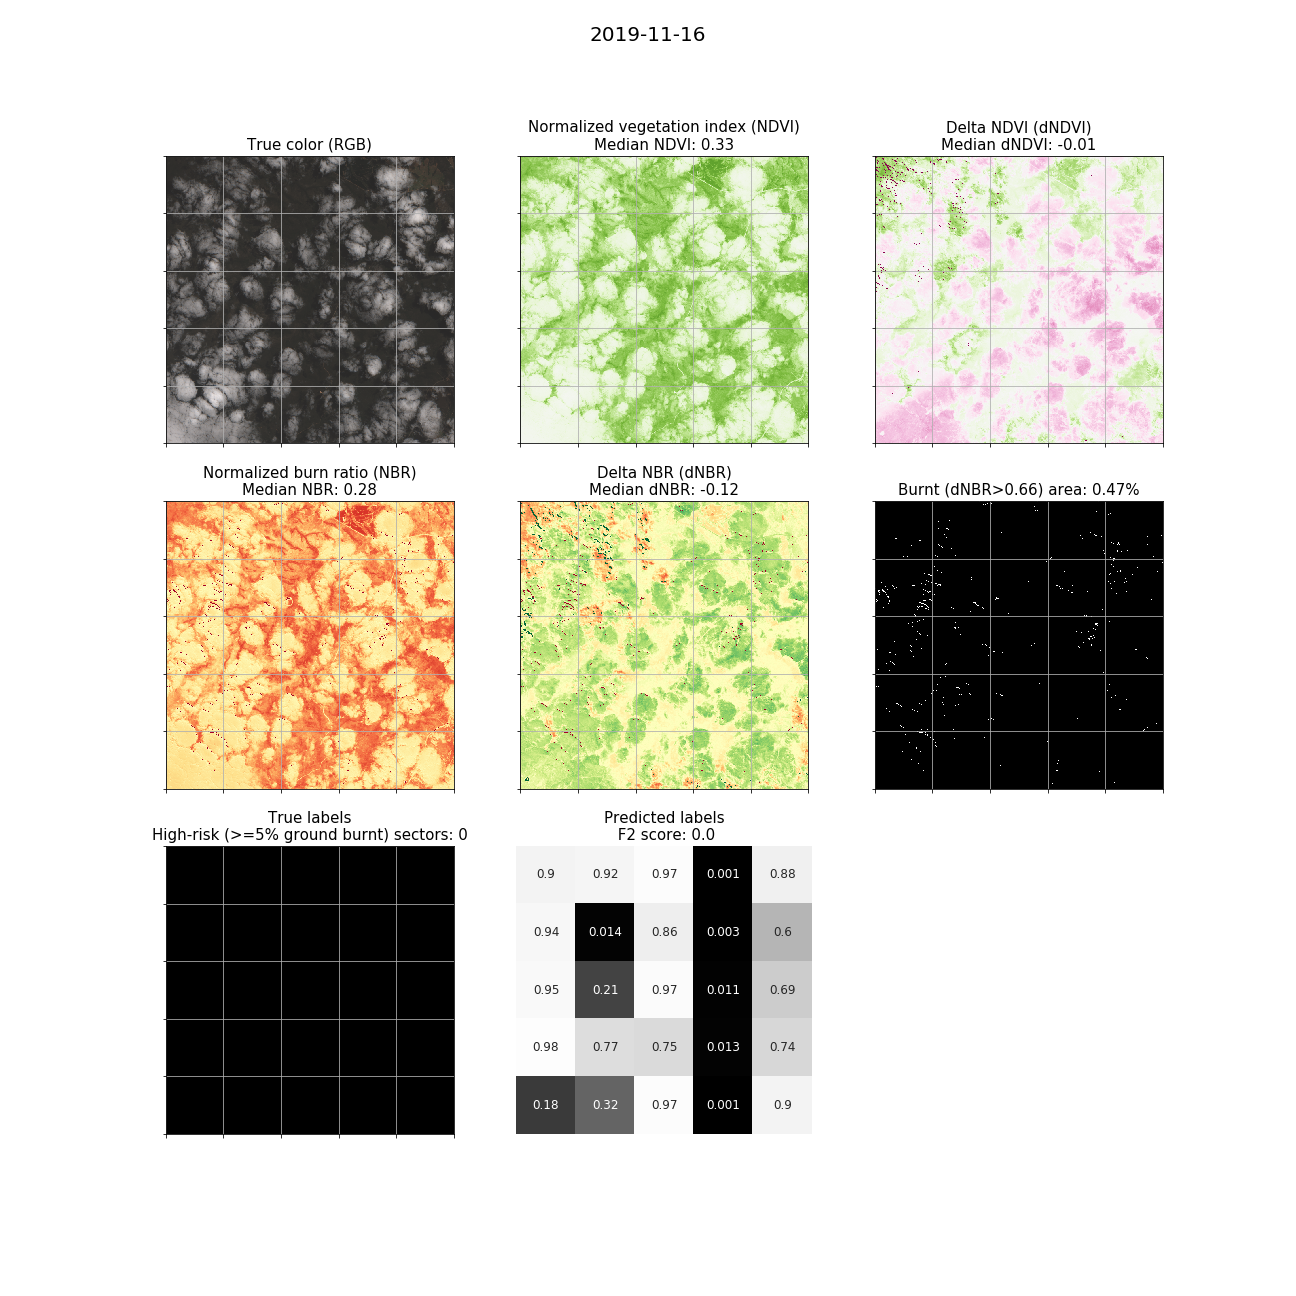 2019-11-16
True color (RGB)
Normalized vegetation index (NDVI)
Median NDVI: 0.33
Delta NDVI (dNDVI)
Median dNDVI: -0.01
Normalized burn ratio (NBR)
Median NBR: 0.28
Delta NBR (dNBR)
Median dNBR: -0.12
Burnt (dNBR>0.66) area: 0.47%
True labels
High-risk (>=5% ground burnt) sectors: 0
Predicted labels
F2 score: 0.0
0.9 0.92 0.97 0.001 0.88
0.94 0.014 0.86 0.003 0.6
0.95 0.21 0.97 0.011 0.69
0.98 0.77 0.75 0.013 0.74
0.18 0.32 0.97 0.001 0.9